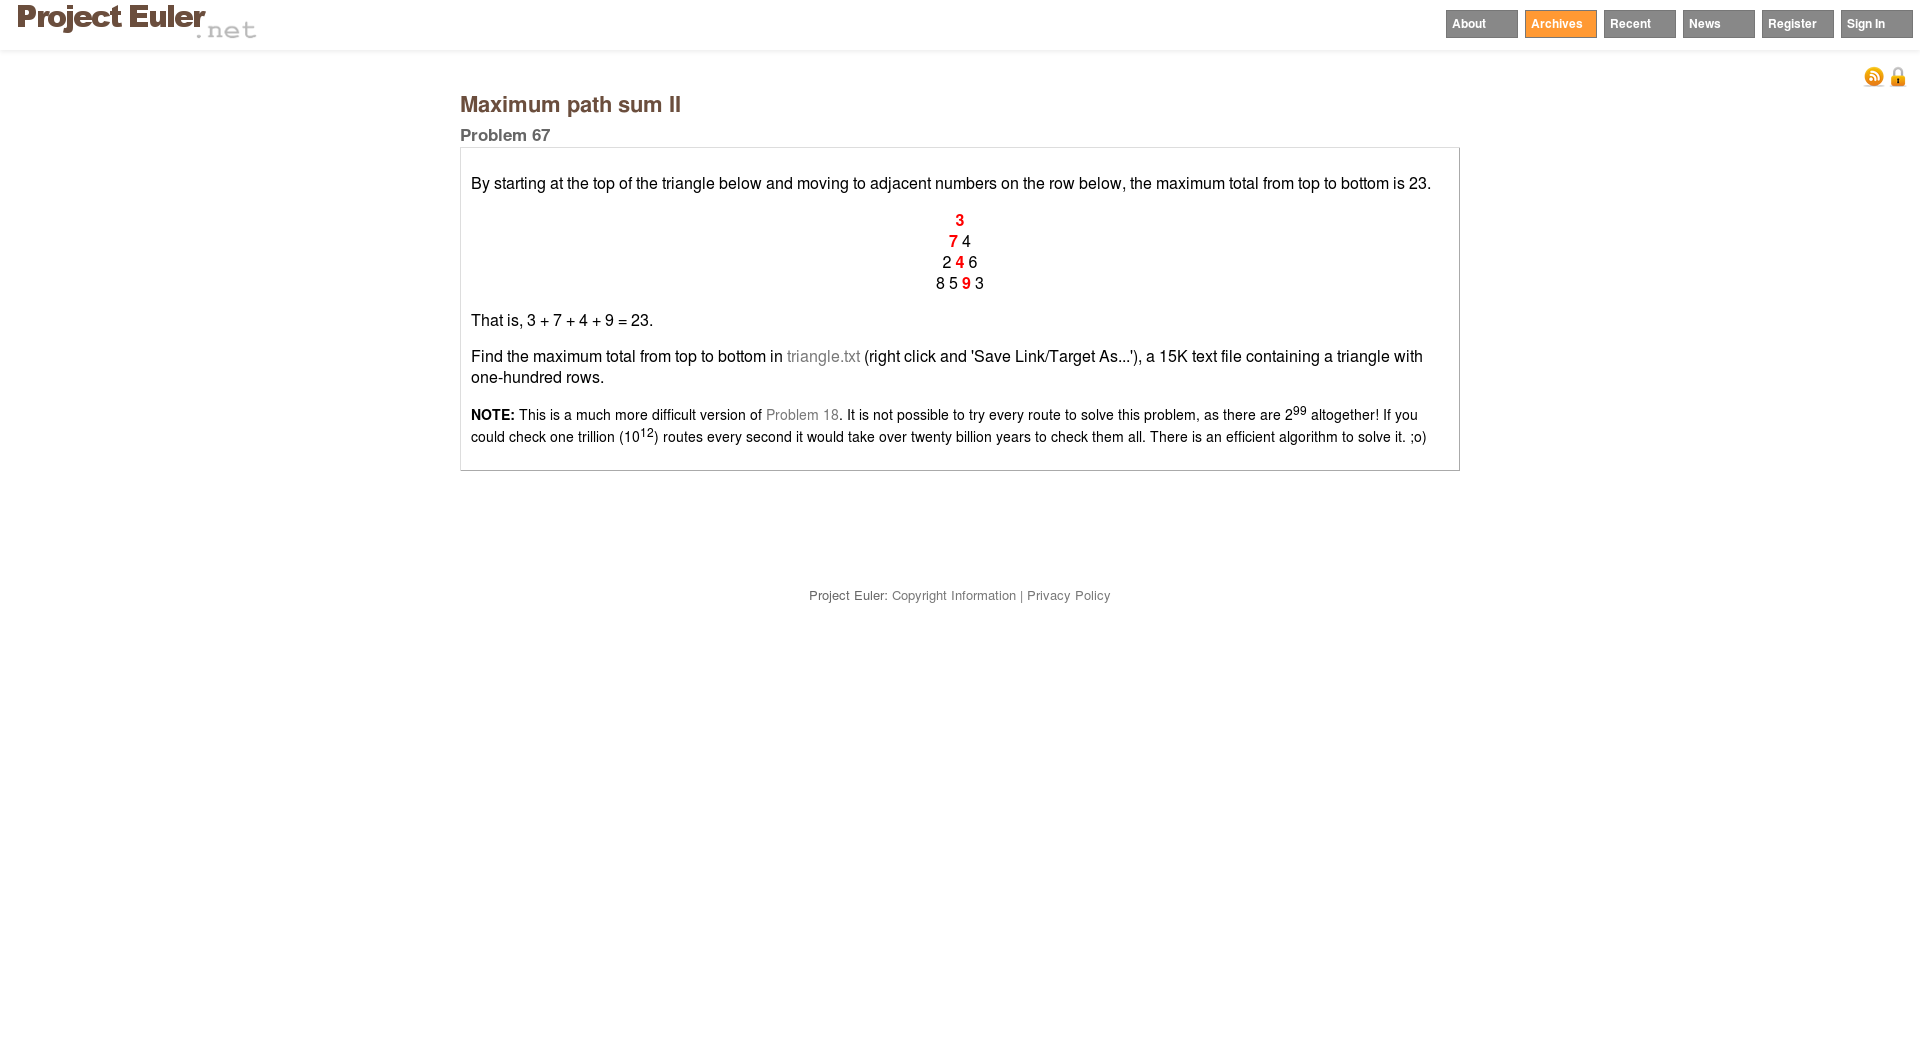 Project Euler.net
About Archives Recent News Register Sign In
Maximum path sum II
Problem 67
By starting at the top of the triangle below and moving to adjacent numbers on the row below, the maximum total from top to bottom is 23.
3
7 4
2 4 6
8 5 9 3
That is, 3 + 7 + 4 + 9 = 23.
Find the maximum total from top to bottom in triangle.txt (right click and 'Save Link/Target As...'), a 15K text file containing a triangle with
one-hundred rows.
NOTE: This is a much more difficult version of Problem 18. It is not possible to try every route to solve this problem, as there are 2^99 altogether! If you
could check one trillion (10^12) routes every second it would take over twenty billion years to check them all. There is an efficient algorithm to solve it. ;o)
Project Euler: Copyright Information | Privacy Policy